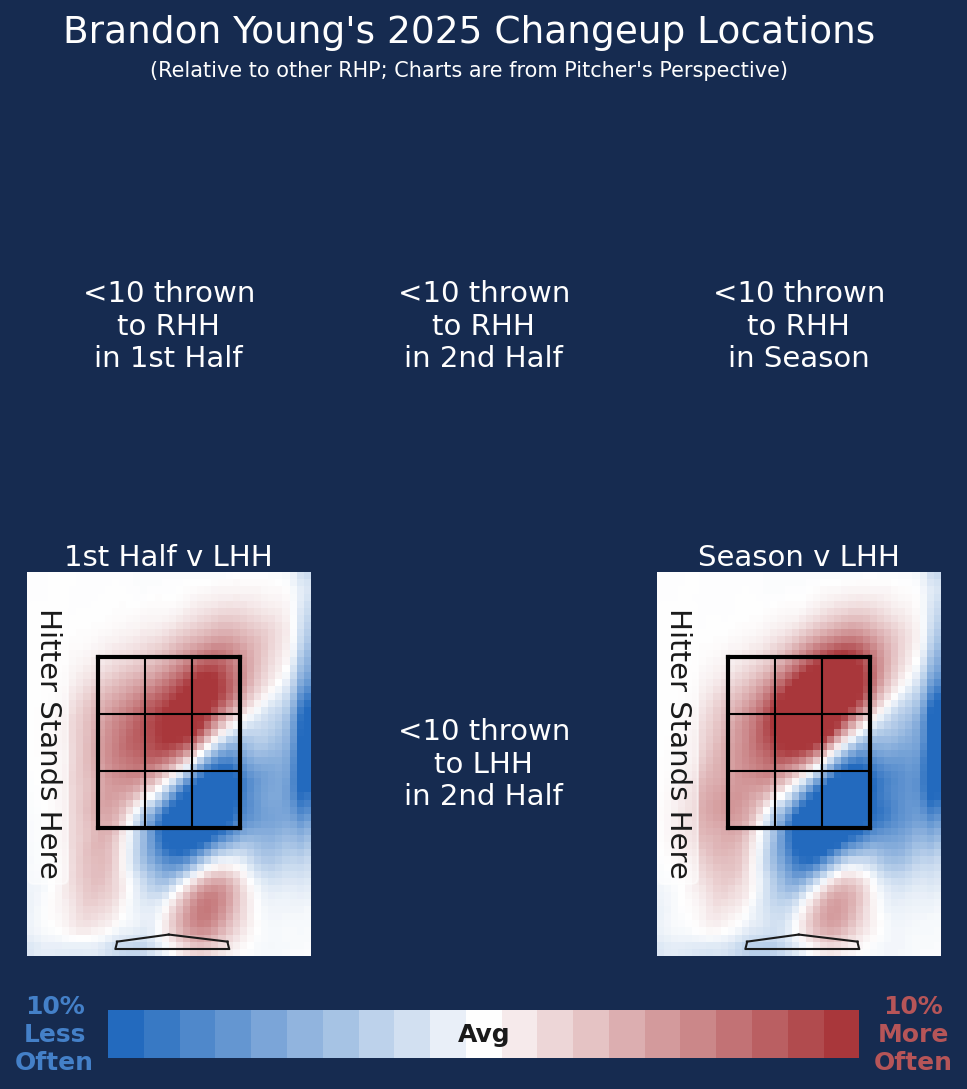 Brandon Young's 2025 Changeup Locations
(Relative to other RHP; Charts are from Pitcher's Perspective)
<10 thrown
to RHH
in 1st Half
<10 thrown
to RHH
in 2nd Half
<10 thrown
to RHH
in Season
1st Half v LHH
Hitter Stands Here
<10 thrown
to LHH
in 2nd Half
Season v LHH
Hitter Stands Here
10%
Less
Often
Avg
10%
More
Often